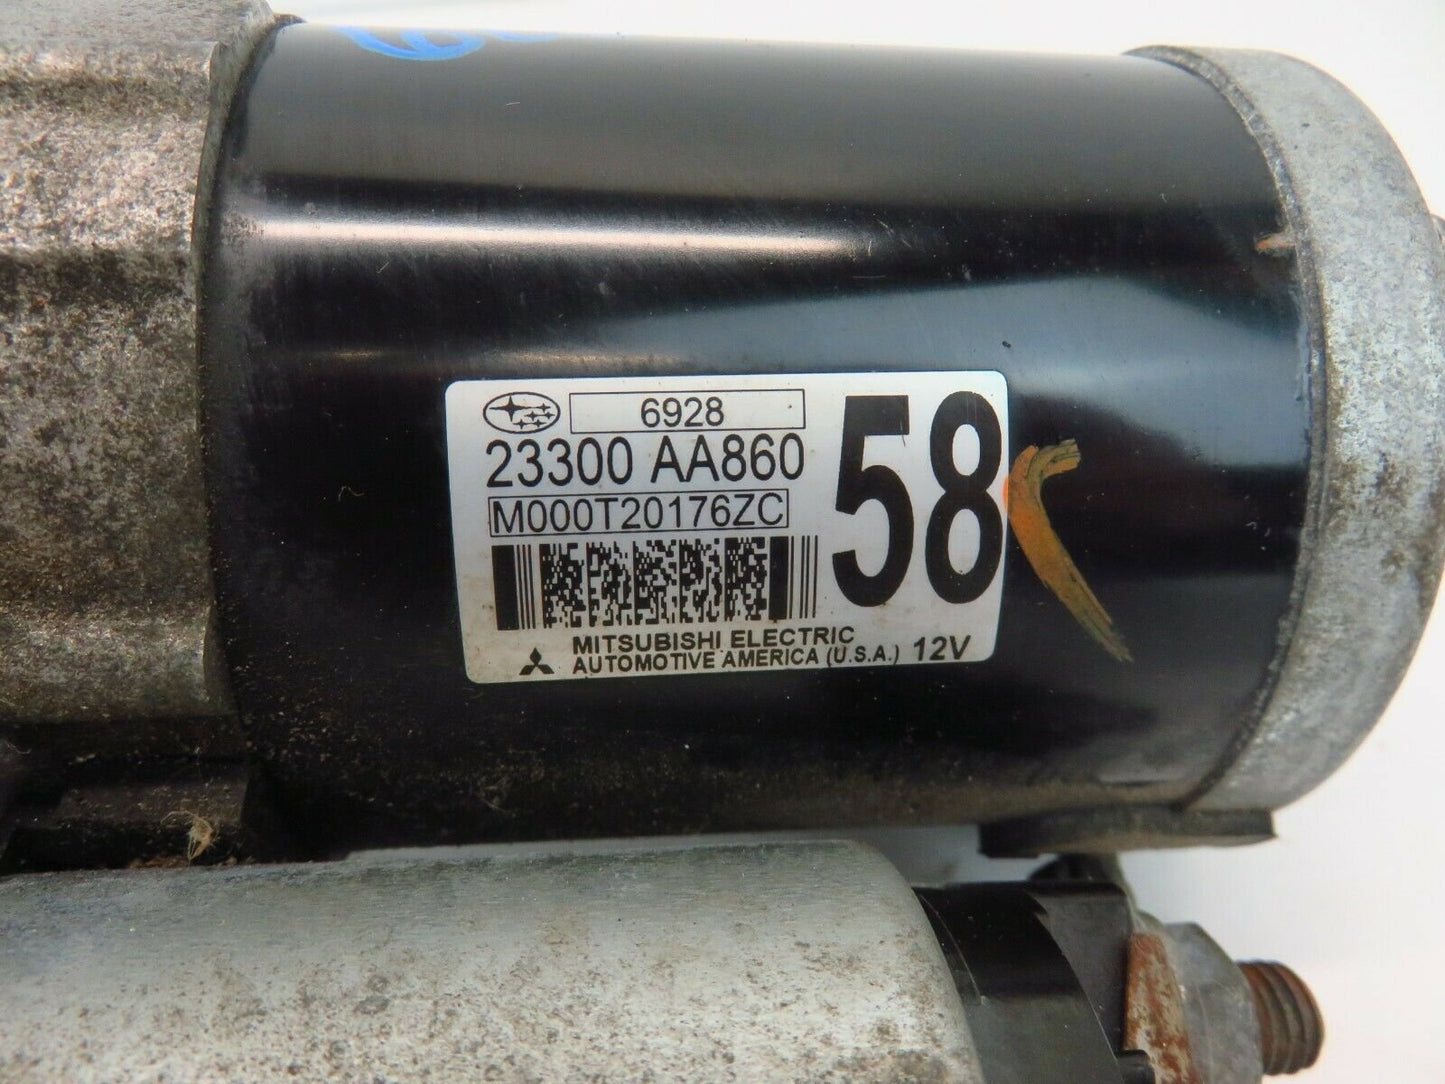 6928
23300 AA860
M000T20176ZC
58
MITSUBISHI ELECTRIC
AUTOMOTIVE AMERICA (U.S.A.) 12V